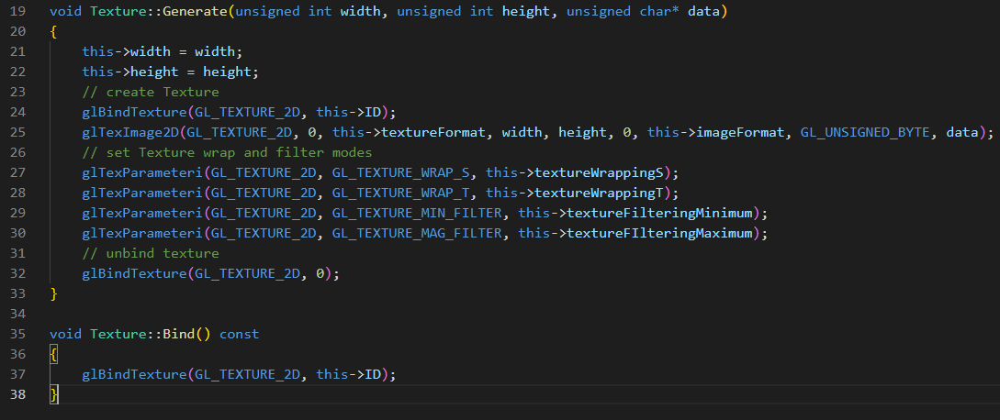 19 void Texture::Generate(unsigned int width, unsigned int height, unsigned char* data)
20 {
21     this->width = width;
22     this->height = height;
23     // create Texture
24     glBindTexture(GL_TEXTURE_2D, this->ID);
25     glTexImage2D(GL_TEXTURE_2D, 0, this->textureFormat, width, height, 0, this->imageFormat, GL_UNSIGNED_BYTE, data);
26     // set Texture wrap and filter modes
27     glTexParameteri(GL_TEXTURE_2D, GL_TEXTURE_WRAP_S, this->textureWrappingS);
28     glTexParameteri(GL_TEXTURE_2D, GL_TEXTURE_WRAP_T, this->textureWrappingT);
29     glTexParameteri(GL_TEXTURE_2D, GL_TEXTURE_MIN_FILTER, this->textureFilteringMinimum);
30     glTexParameteri(GL_TEXTURE_2D, GL_TEXTURE_MAG_FILTER, this->textureFIlteringMaximum);
31     // unbind texture
32     glBindTexture(GL_TEXTURE_2D, 0);
33 }
34
35 void Texture::Bind() const
36 {
37     glBindTexture(GL_TEXTURE_2D, this->ID);
38 }